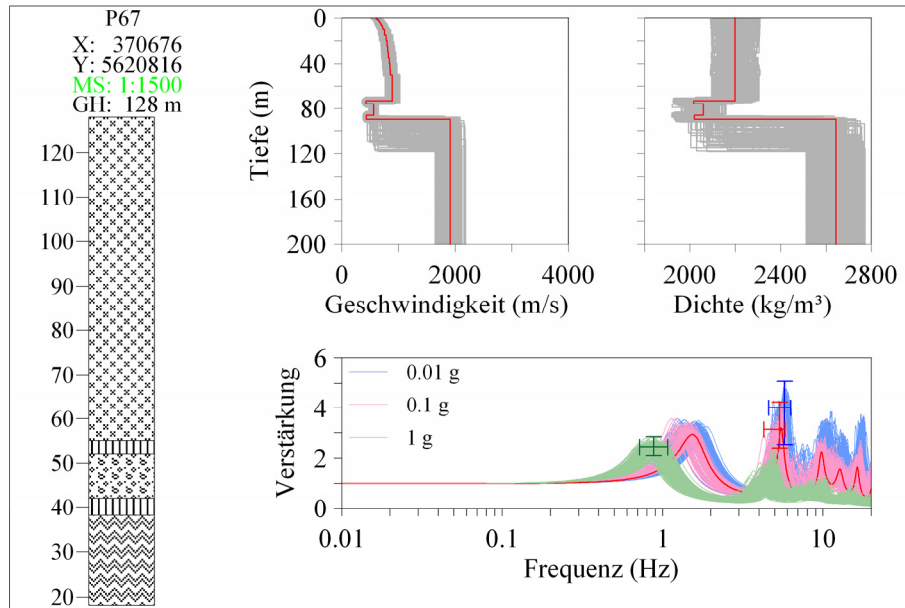 P67
X: 370676
Y: 5620816
MS: 1:1500
GH: 128 m
120
110
100
90
80
70
60
50
40
30
20
Tiefe (m)
0
40
80
120
160
200
0
2000
4000
Geschwindigkeit (m/s)
2000
2400
2800
Dichte (kg/m³)
Verstärkung
6
4
2
0
0.01 g
0.1 g
1 g
0.01
0.1
1
10
Frequenz (Hz)